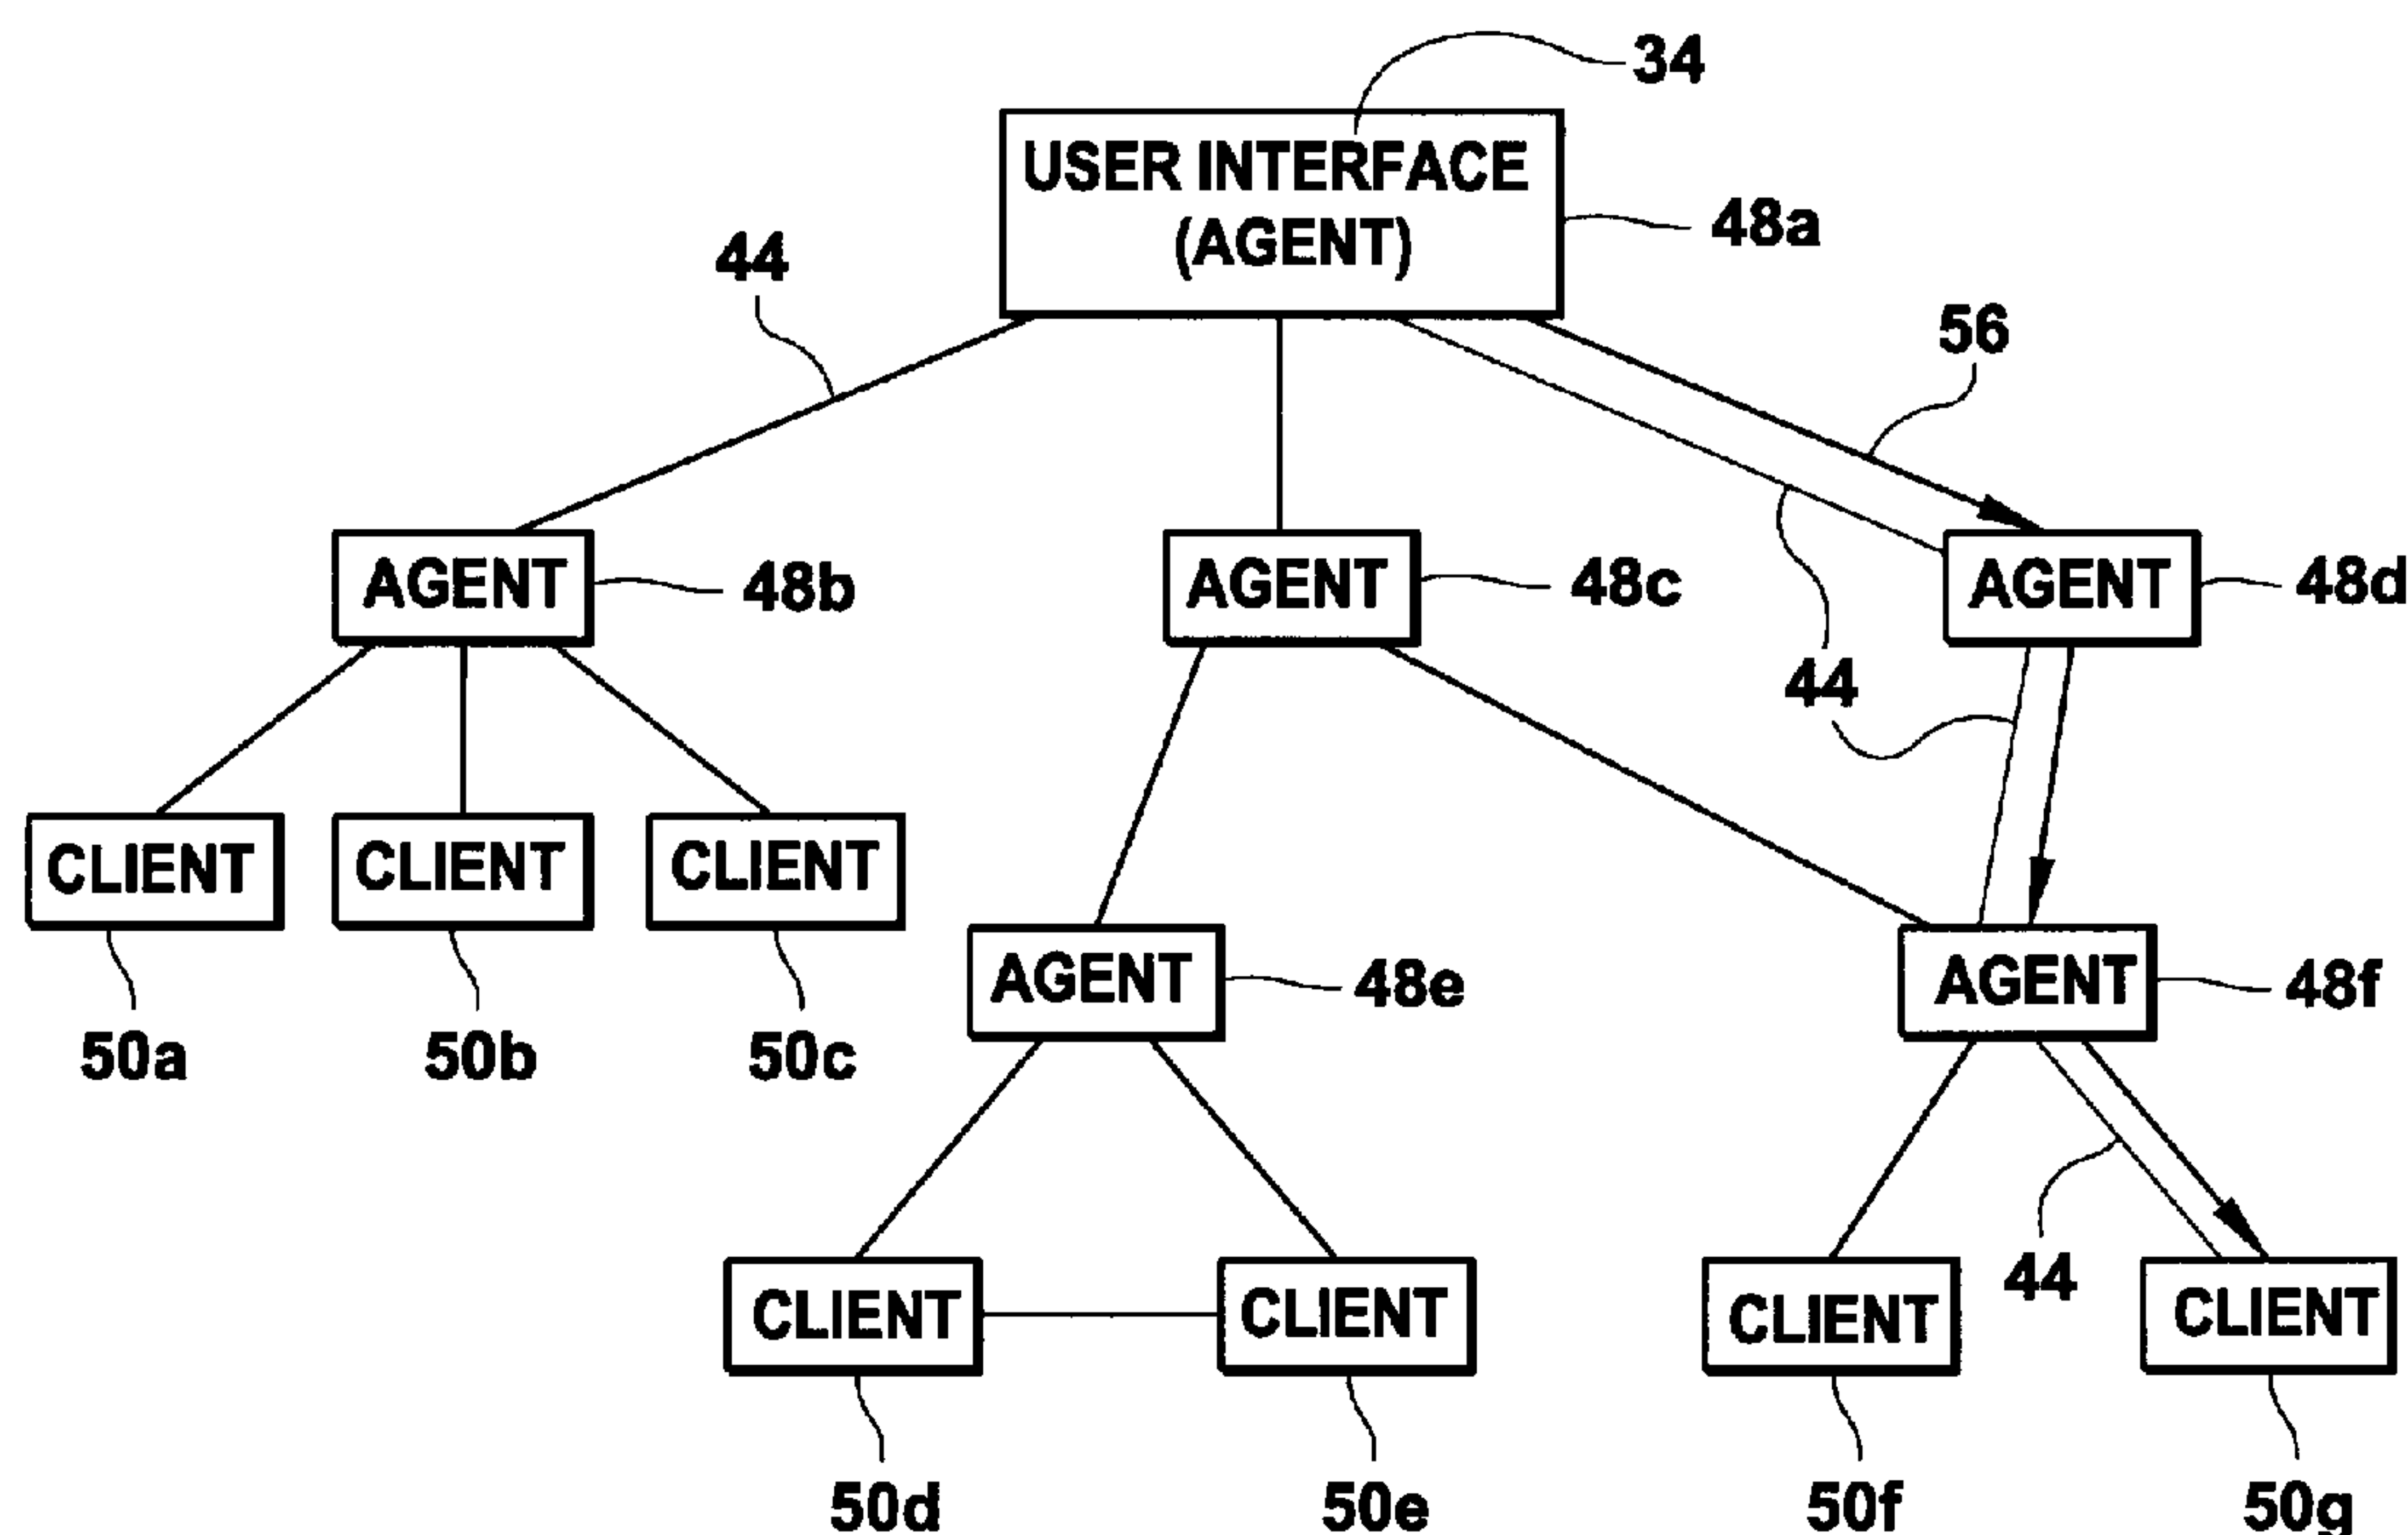 34
USER INTERFACE
(AGENT)
48a
44
56
AGENT
48b
AGENT
48c
AGENT
48d
44
CLIENT
CLIENT
CLIENT
50a
50b
50c
AGENT
48e
AGENT
48f
44
CLIENT
CLIENT
CLIENT
CLIENT
50d
50e
50f
50g